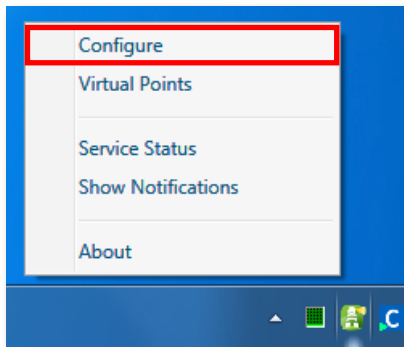 Configure
Virtual Points
Service Status
Show Notifications
About
C